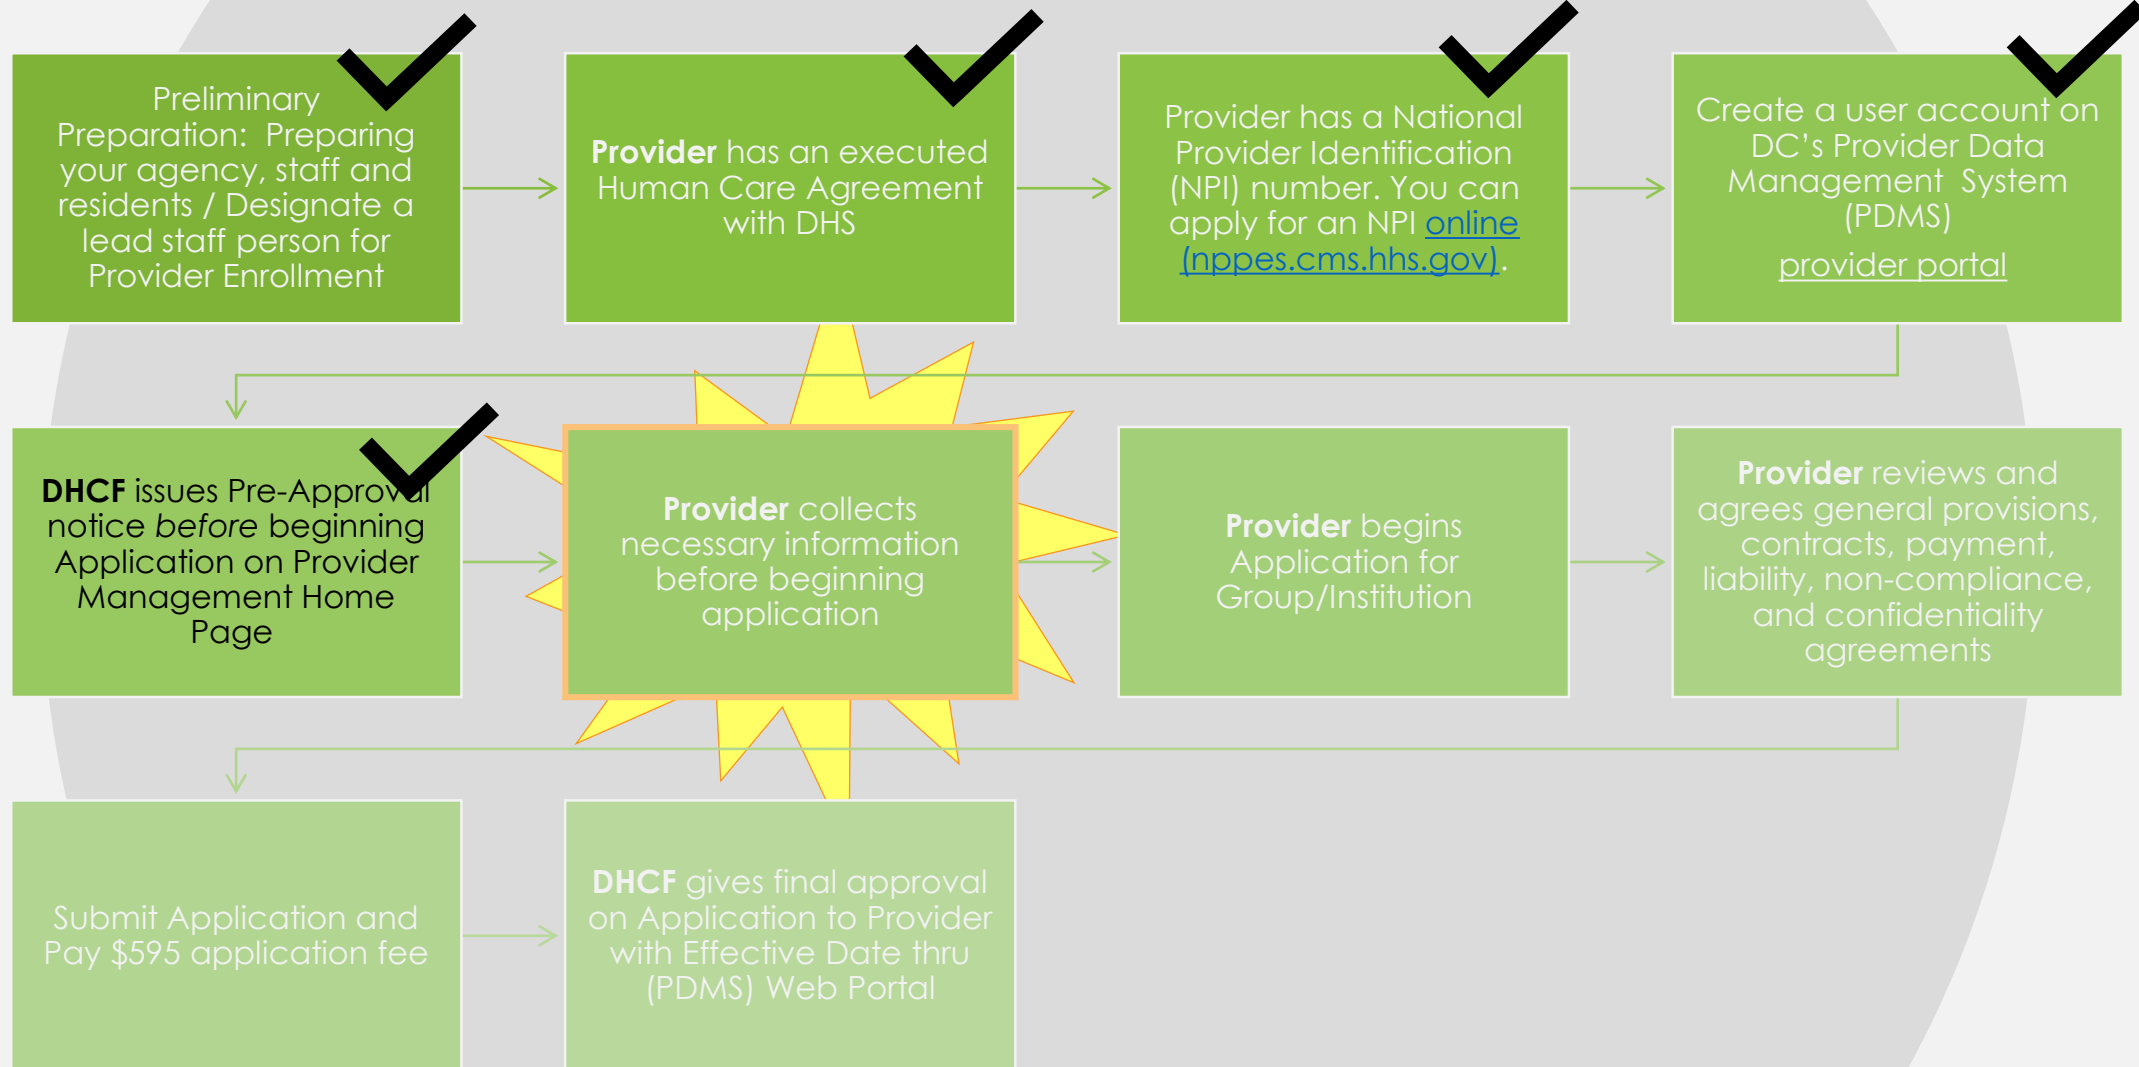 Preliminary
Preparation:  Preparing
your agency, staff and
residents / Designate a
lead staff person for
Provider Enrollment
Provider has an executed
Human Care Agreement
with DHS
Provider has a National
Provider Identification
(NPI) number. You can
apply for an NPI online
(nppes.cms.hhs.gov).
Create a user account on
DC's Provider Data
Management  System
(PDMS)
provider portal
DHCF issues Pre-Approval
notice before beginning
Application on Provider
Management Home
Page
Provider collects
necessary information
before beginning
application
Provider begins
Application for
Group/Institution
Provider reviews and
agrees general provisions,
contracts, payment,
liability, non-compliance,
and confidentiality
agreements
Submit Application and
Pay $595 application fee
DHCF gives final approval
on Application to Provider
with Effective Date thru
(PDMS) Web Portal